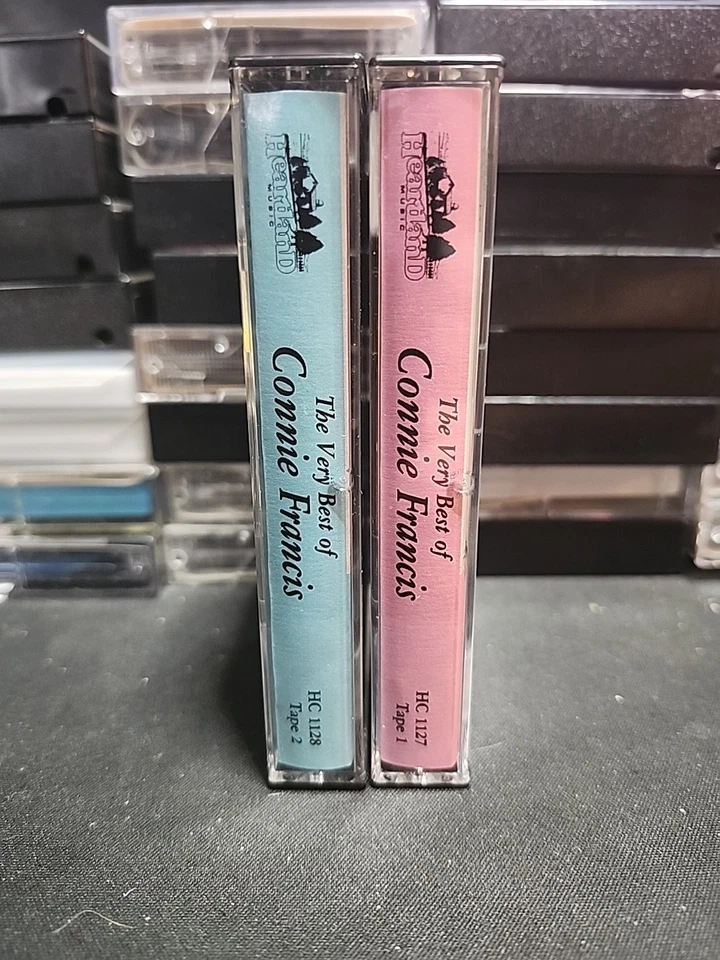 HeartLAND
MUSIC
The Very Best of
Connie Francis
HC 1128
Tape 2
HeartLAND
MUSIC
The Very Best of
Connie Francis
HC 1127
Tape 1